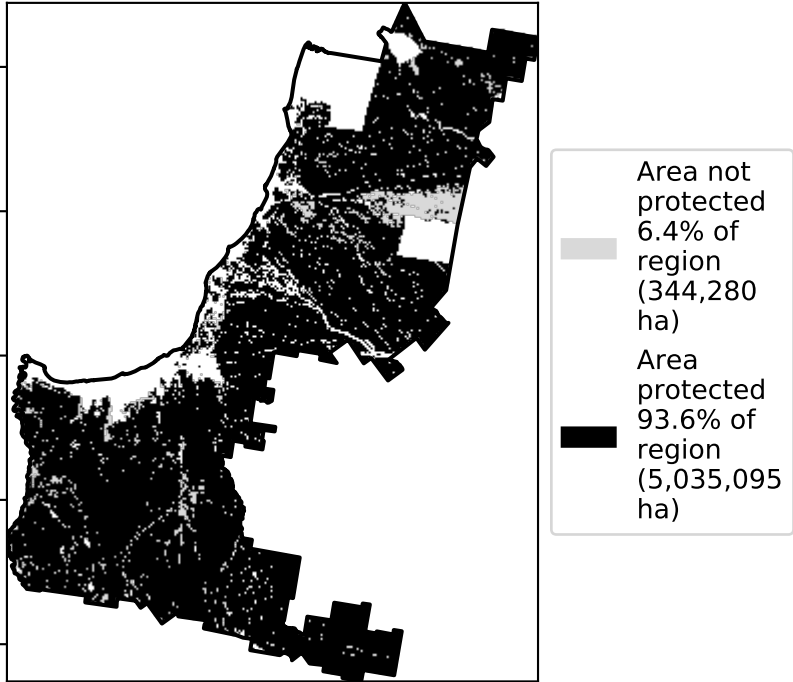 Area not
protected
6.4% of
region
(344,280
ha)
Area
protected
93.6% of
region
(5,035,095
ha)